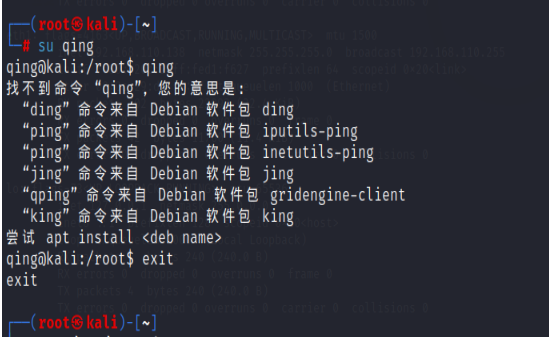 ┌──(root㉿kali)-[~]
└─# su qing
qing@kali:/root$ qing
找不到命令 “qing”,您的意思是:
“ding” 命令来自 Debian 软件包 ding
“ping” 命令来自 Debian 软件包 iputils-ping
“ping” 命令来自 Debian 软件包 inetutils-ping
“jing” 命令来自 Debian 软件包 jing
“qping” 命令来自 Debian 软件包 gridengine-client
“king” 命令来自 Debian 软件包 king
尝试 apt install <deb name>
qing@kali:/root$ exit
exit
┌──(root㉿kali)-[~]